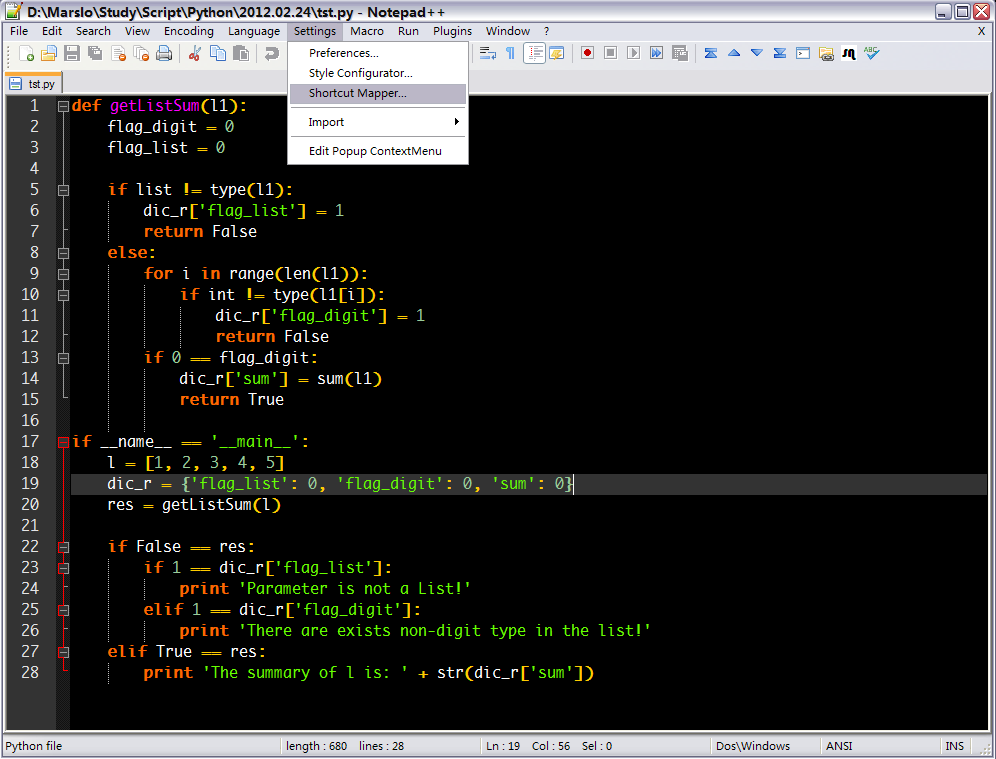 D:\Marslo\Study\Script\Python\2012.02.24\tst.py - Notepad++
File Edit Search View Encoding Language Settings Macro Run Plugins Window ? X
Preferences...
Style Configurator...
Shortcut Mapper...
Import
Edit Popup ContextMenu
tst.py
1 def getListSum(l1):
2 flag_digit = 0
3 flag_list = 0
4
5 if list != type(l1):
6 dic_r['flag_list'] = 1
7 return False
8 else:
9 for i in range(len(l1)):
10 if int != type(l1[i]):
11 dic_r['flag_digit'] = 1
12 return False
13 if 0 == flag_digit:
14 dic_r['sum'] = sum(l1)
15 return True
16
17 if __name__ == '__main__':
18 l = [1, 2, 3, 4, 5]
19 dic_r = {'flag_list': 0, 'flag_digit': 0, 'sum': 0}
20 res = getListSum(l)
21
22 if False == res:
23 if 1 == dic_r['flag_list']:
24 print 'Parameter is not a List!'
25 elif 1 == dic_r['flag_digit']:
26 print 'There are exists non-digit type in the list!'
27 elif True == res:
28 print 'The summary of l is: ' + str(dic_r['sum'])
Python file length : 680 lines : 28 Ln : 19 Col : 56 Sel : 0 Dos\Windows ANSI INS